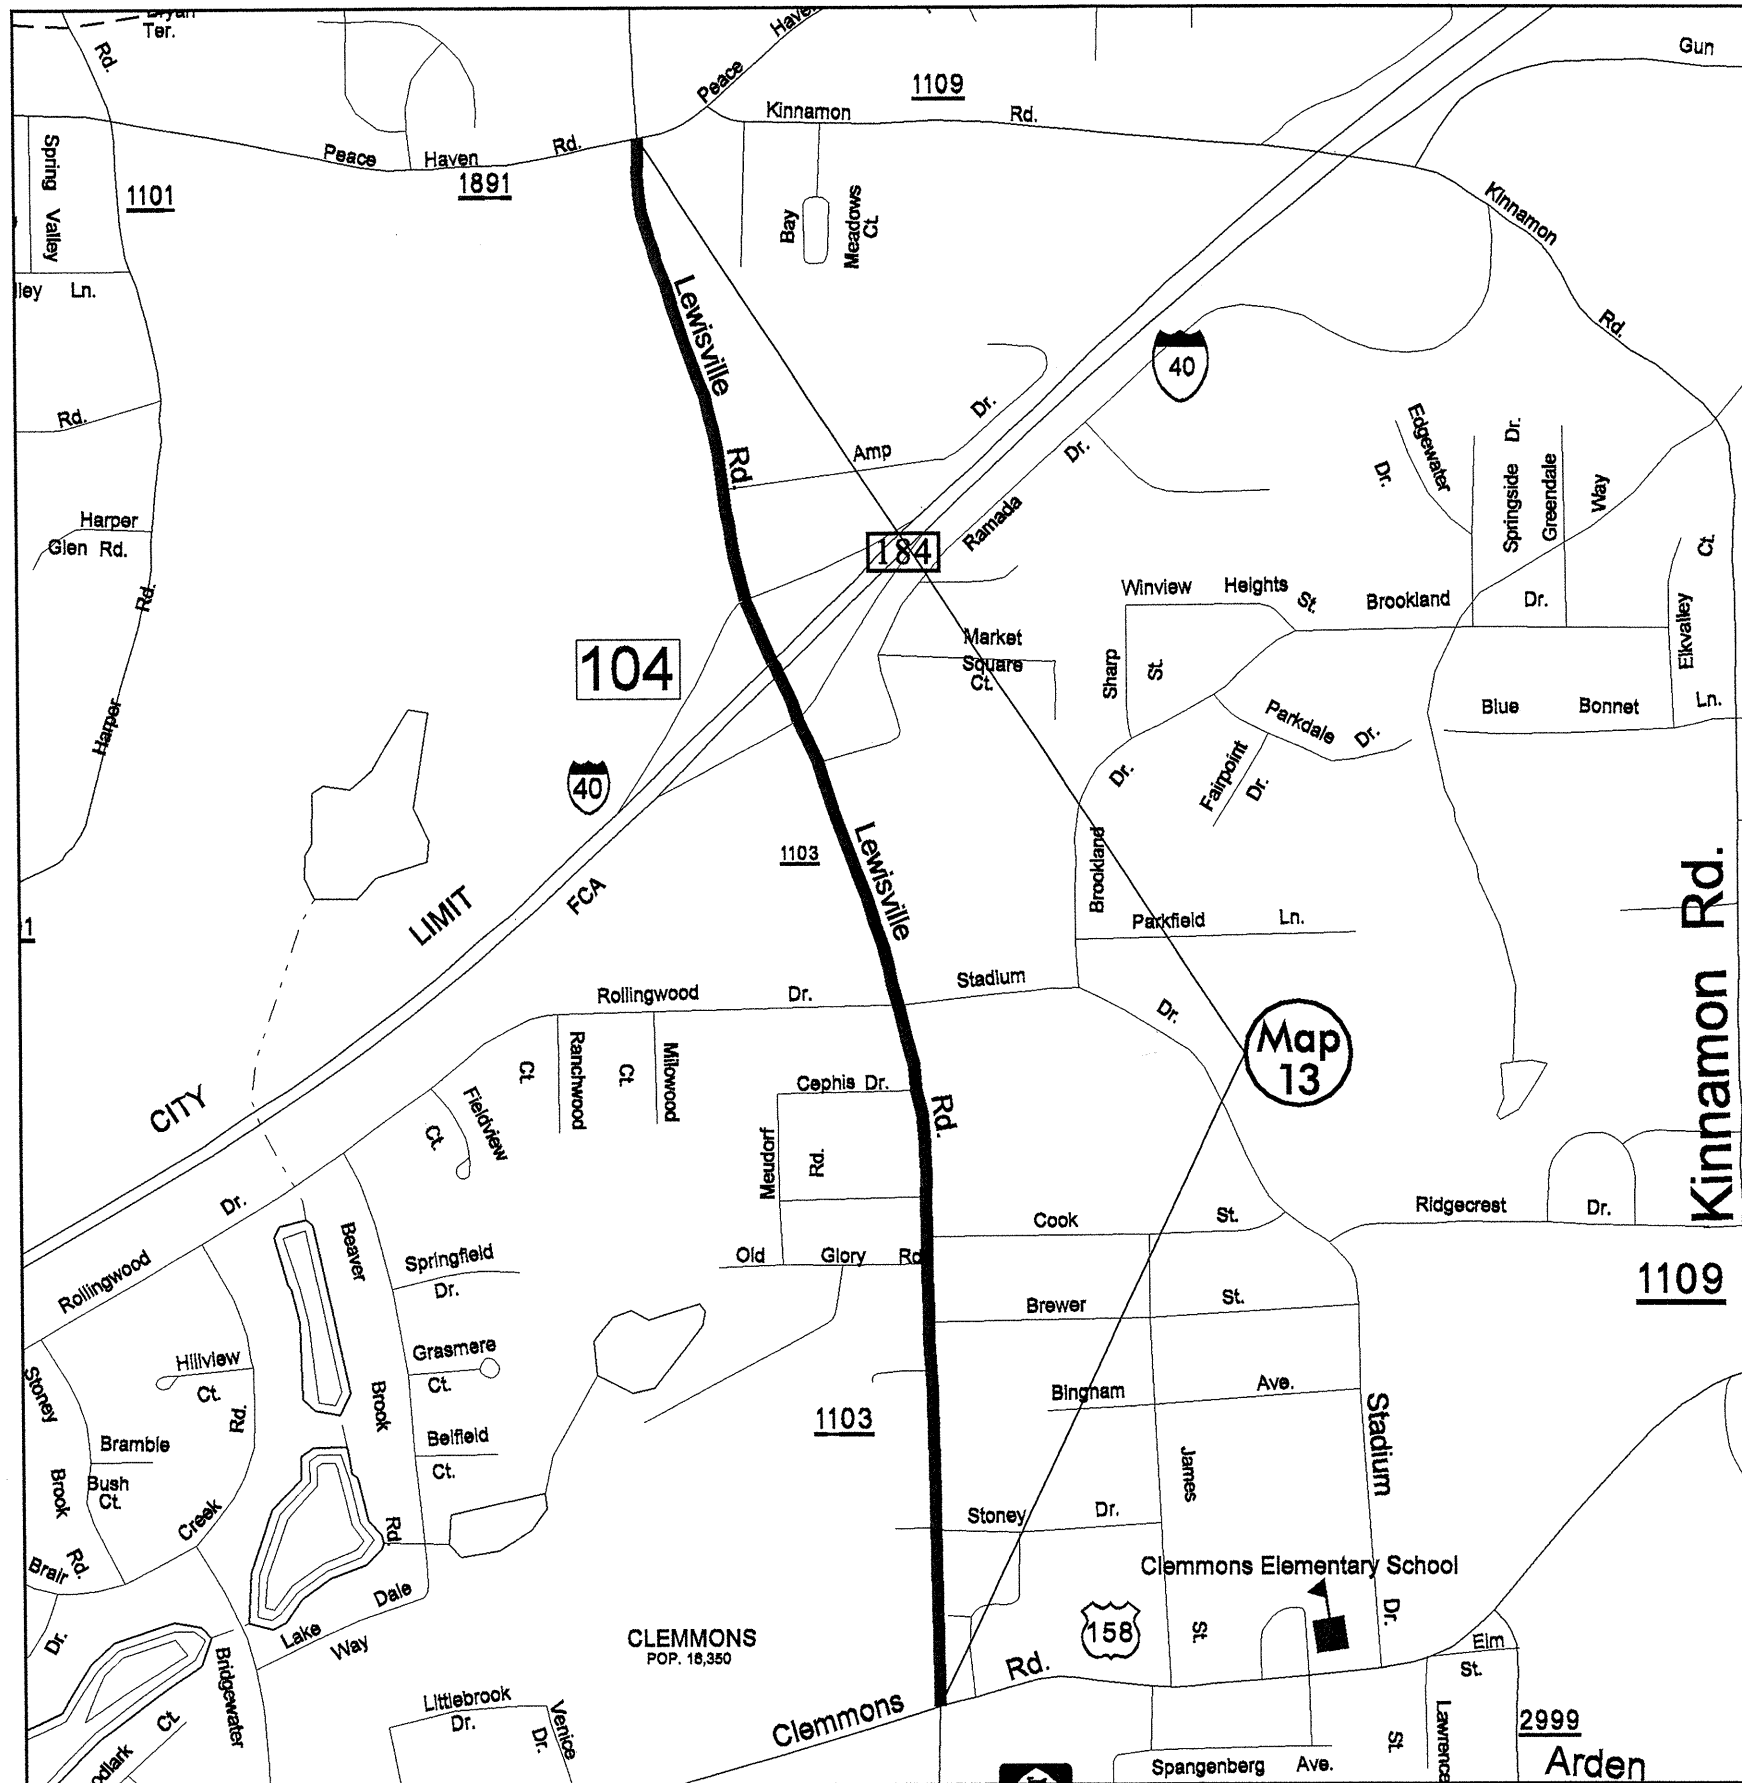 Bryan
Ter.
Rd.
Haven
Peace
1109
Gun
Kinnamon Rd.
Peace Haven Rd.
1891
Spring Valley
1101
Bay Meadows
Ct.
Kinnamon
Rd.
Ln.
Lewisville
Rd.
40
Rd.
Amp Dr.
Dr.
Ramada
Edgewater
Dr.
Springside Dr.
Greendale
Way
Ct.
Elkvalley
Harper
Glen Rd.
184
Rd.
Harper
Winview Heights St.
Brookland Dr.
104
Market
Square
Ct.
Sharp
St.
Blue Bonnet Ln.
Parkdale Dr.
Fairpoint
Dr.
Dr.
Brookland
40
1103
Lewisville
Kinnamon Rd.
CITY LIMIT
FCA
1
Parkfield Ln.
Rollingwood Dr.
Stadium
Dr.
Map
13
Ct.
Ranchwood
Ct.
Milowood
Cephis Dr.
Rd.
Fieldview
Ct.
Meudorf
Rd.
Rollingwood Dr.
Cook St.
Ridgecrest Dr.
Old Glory Rd.
1109
Beaver Brook Rd.
Springfield
Dr.
Brewer St.
Grasmere
Ct.
Hillview
Ct.
Rd.
Stoney Brook Rd.
Bingham Ave.
1103
Stadium
Dr.
Belfield
Ct.
Bramble
Bush
Ct.
Creek
James
St.
Stoney Dr.
Brair
Dr.
Clemmons Elementary School
Lake Dale
Way
CLEMMONS
POP. 18,350
158
Elm
St.
Bridgewater
Rd.
Clemmons
Littlebrook
Dr.
Venice
Dr.
Ct.
Lawrence
St.
2999
Spangenberg Ave.
Arden